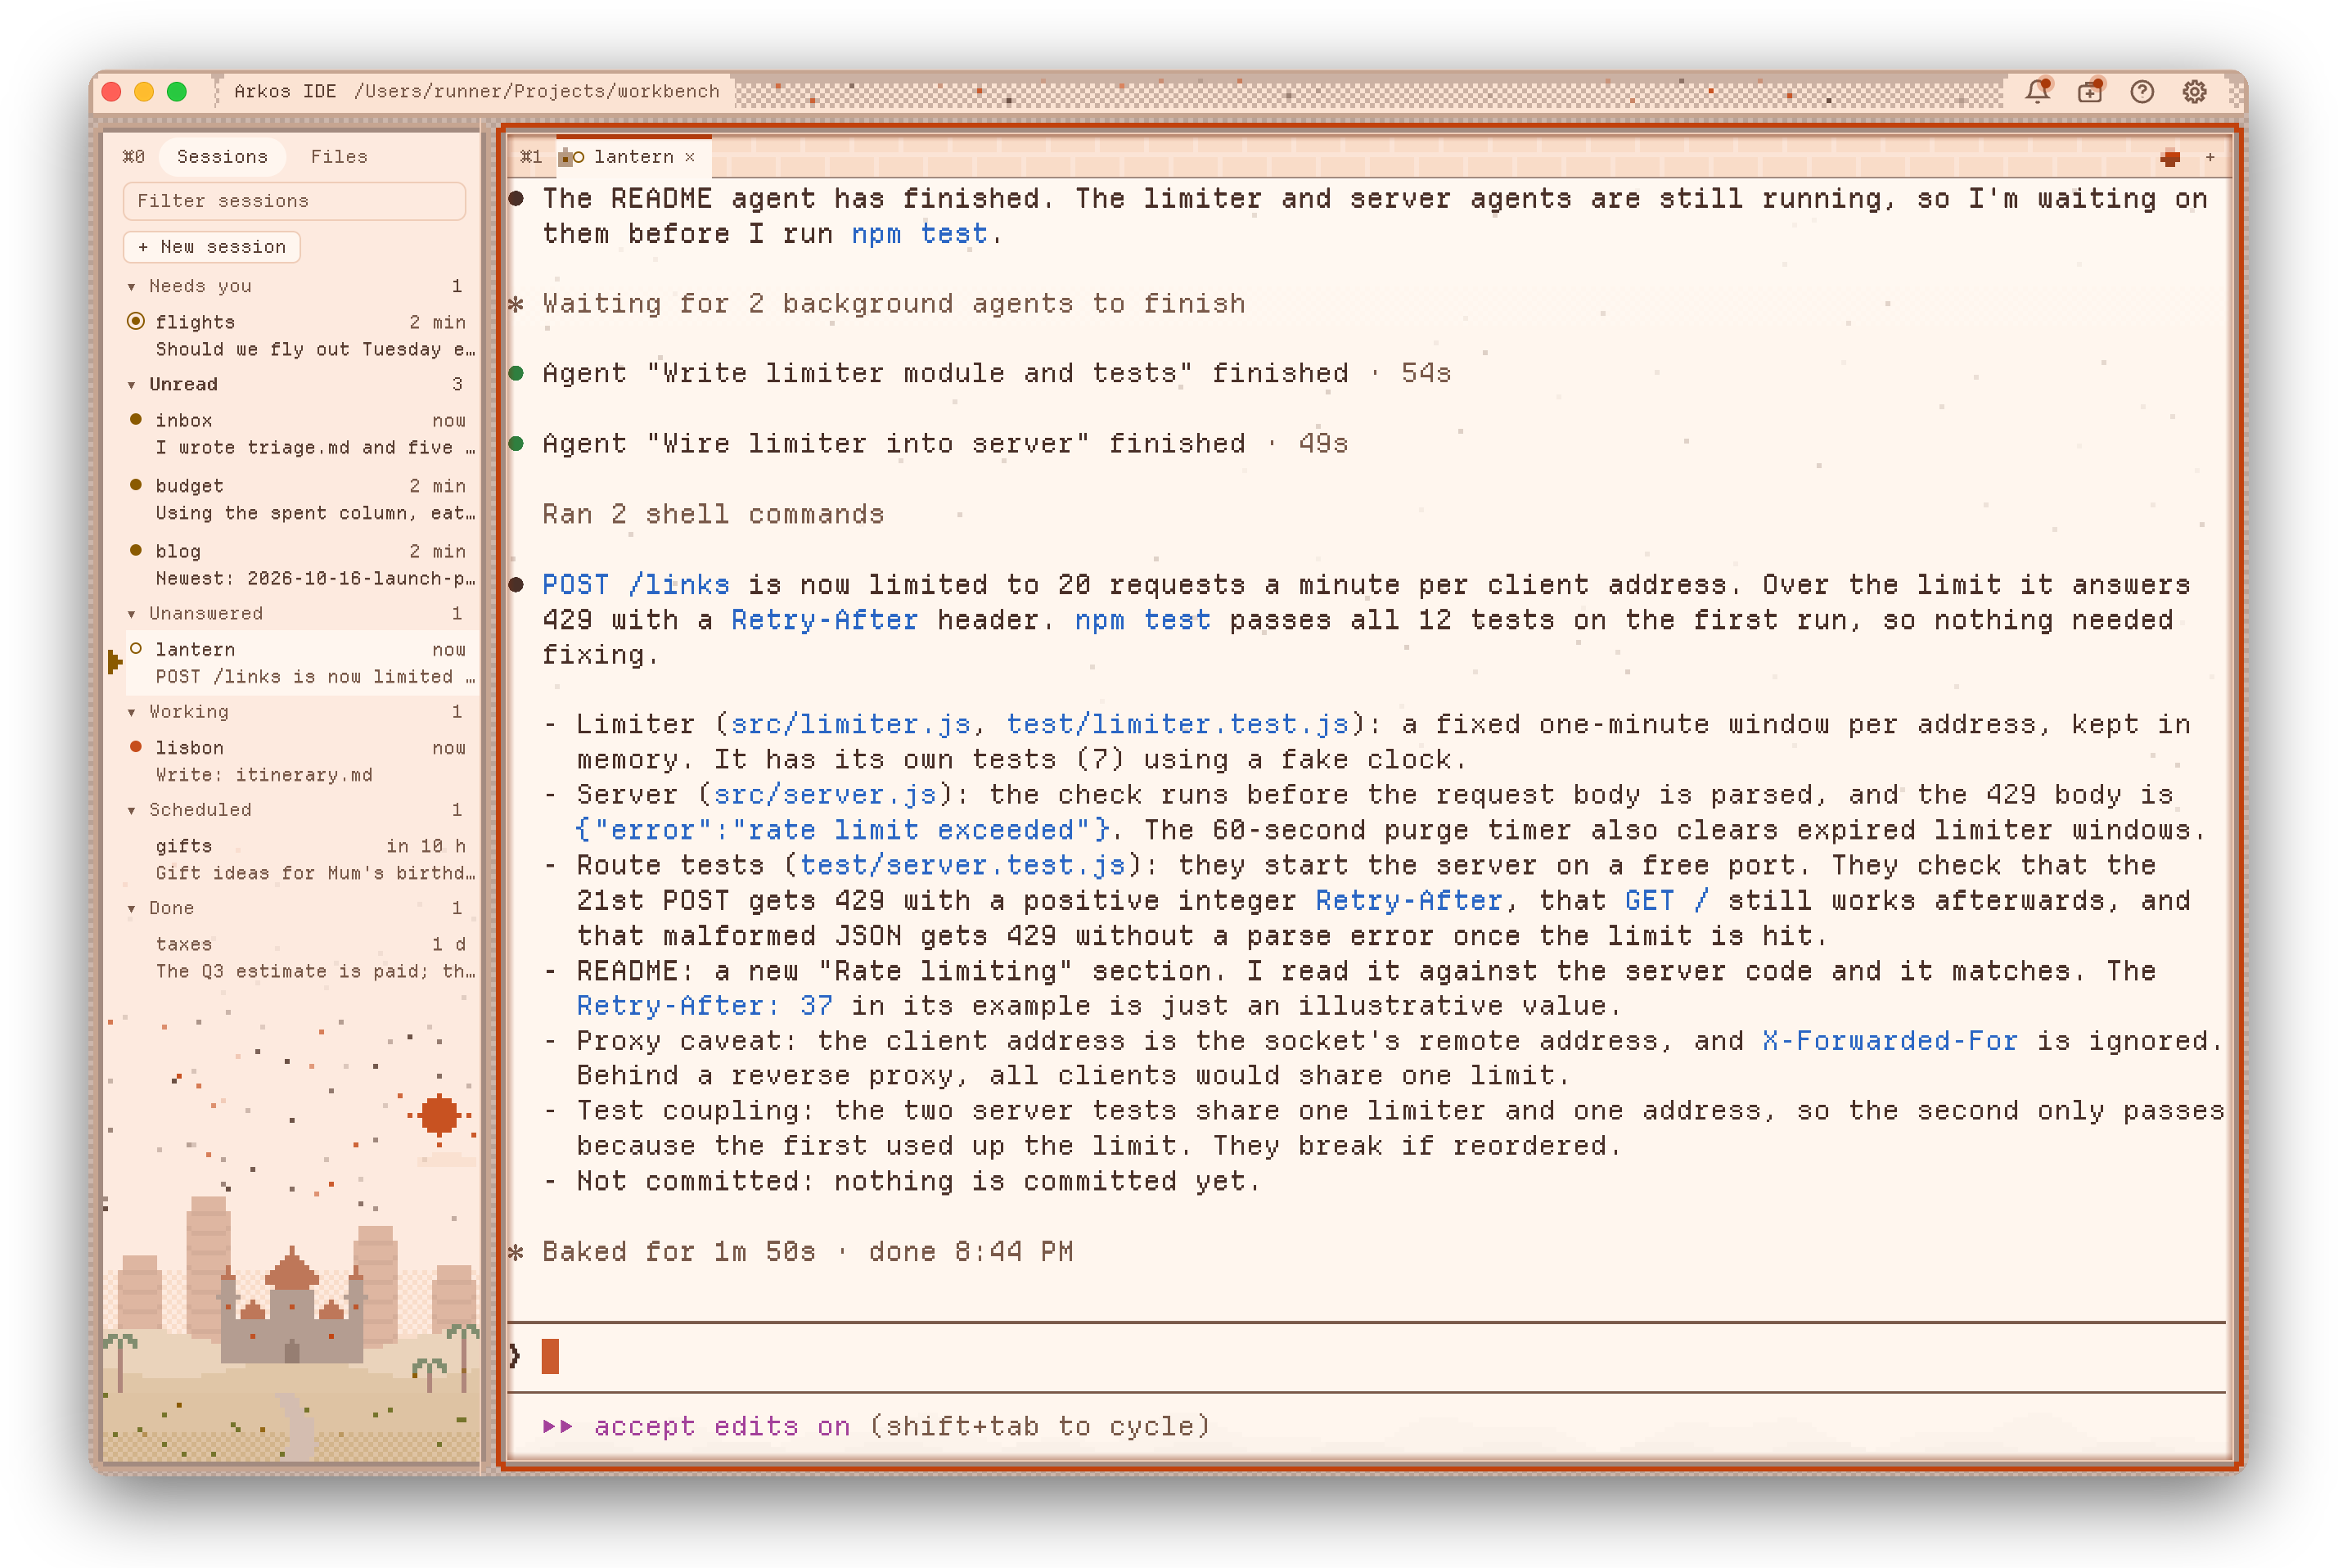 Arkos IDE /Users/runner/Projects/workbench
⌘0 Sessions Files
Filter sessions
+ New session
▾ Needs you 1
flights 2 min
Should we fly out Tuesday e…
▾ Unread 3
inbox now
I wrote triage.md and five …
budget 2 min
Using the spent column, eat…
blog 2 min
Newest: 2026-10-16-launch-p…
▾ Unanswered 1
lantern now
POST /links is now limited …
▾ Working 1
lisbon now
Write: itinerary.md
▾ Scheduled 1
gifts in 10 h
Gift ideas for Mum's birthd…
▾ Done 1
taxes 1 d
The Q3 estimate is paid; th…
⌘1 lantern × +
● The README agent has finished. The limiter and server agents are still running, so I'm waiting on
them before I run npm test.
✻ Waiting for 2 background agents to finish
● Agent "Write limiter module and tests" finished · 54s
● Agent "Wire limiter into server" finished · 49s
Ran 2 shell commands
● POST /links is now limited to 20 requests a minute per client address. Over the limit it answers
429 with a Retry-After header. npm test passes all 12 tests on the first run, so nothing needed
fixing.
- Limiter (src/limiter.js, test/limiter.test.js): a fixed one-minute window per address, kept in
memory. It has its own tests (7) using a fake clock.
- Server (src/server.js): the check runs before the request body is parsed, and the 429 body is
{"error":"rate limit exceeded"}. The 60-second purge timer also clears expired limiter windows.
- Route tests (test/server.test.js): they start the server on a free port. They check that the
21st POST gets 429 with a positive integer Retry-After, that GET / still works afterwards, and
that malformed JSON gets 429 without a parse error once the limit is hit.
- README: a new "Rate limiting" section. I read it against the server code and it matches. The
Retry-After: 37 in its example is just an illustrative value.
- Proxy caveat: the client address is the socket's remote address, and X-Forwarded-For is ignored.
Behind a reverse proxy, all clients would share one limit.
- Test coupling: the two server tests share one limiter and one address, so the second only passes
because the first used up the limit. They break if reordered.
- Not committed: nothing is committed yet.
✻ Baked for 1m 50s · done 8:44 PM
❯
▸▸ accept edits on (shift+tab to cycle)